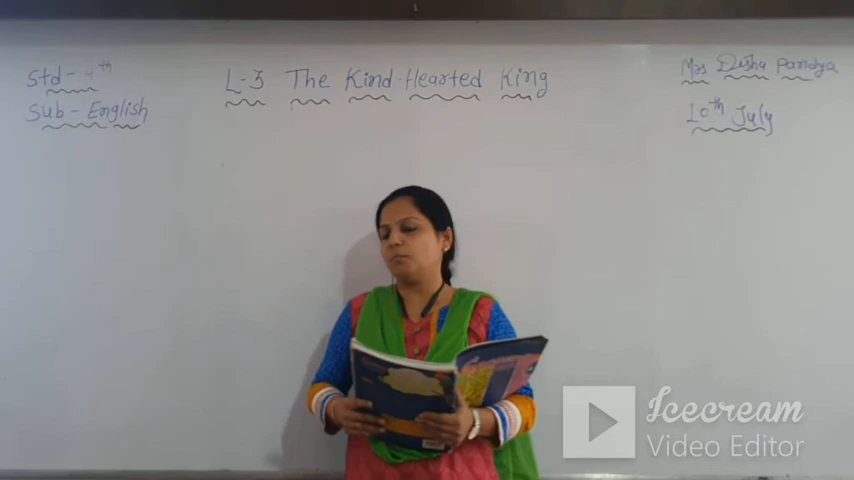 Std - 4th
Sub - English
L-3 The Kind-Hearted King
Mrs Disha Pandya
10th July
Icecream
Video Editor